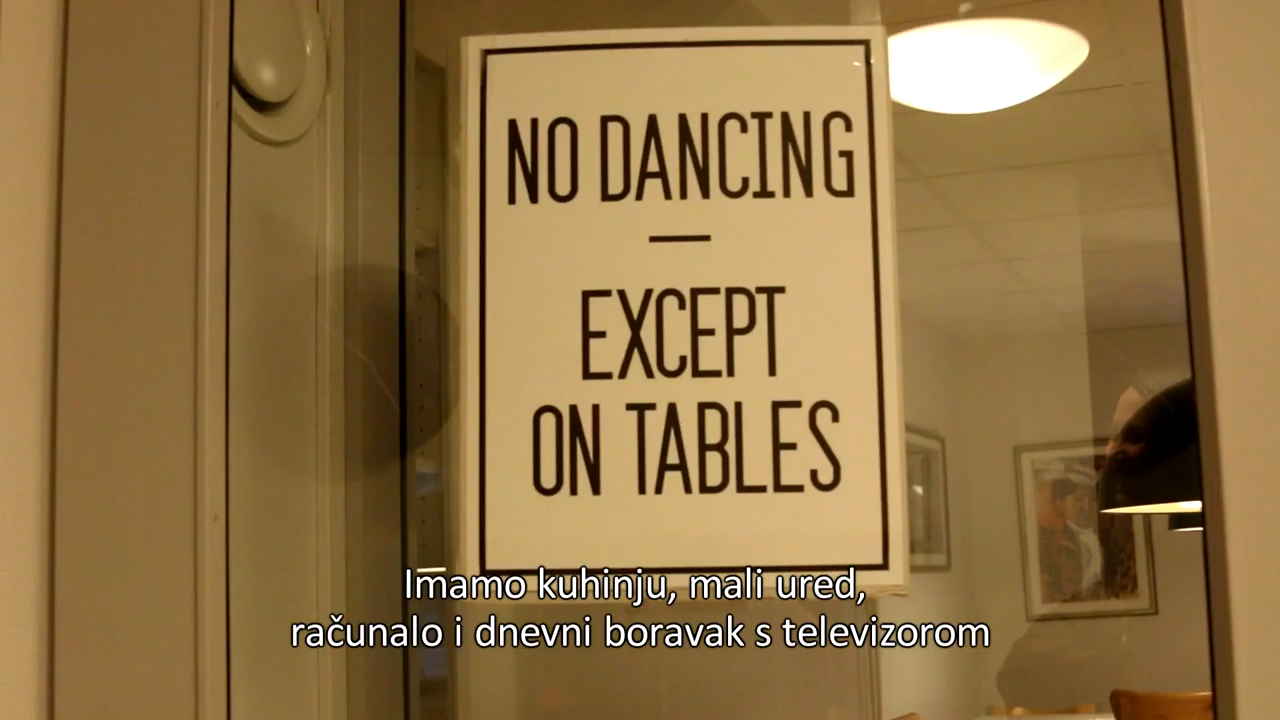 NO DANCING
—
EXCEPT
ON TABLES
Imamo kuhinju, mali ured,
računalo i dnevni boravak s televizorom